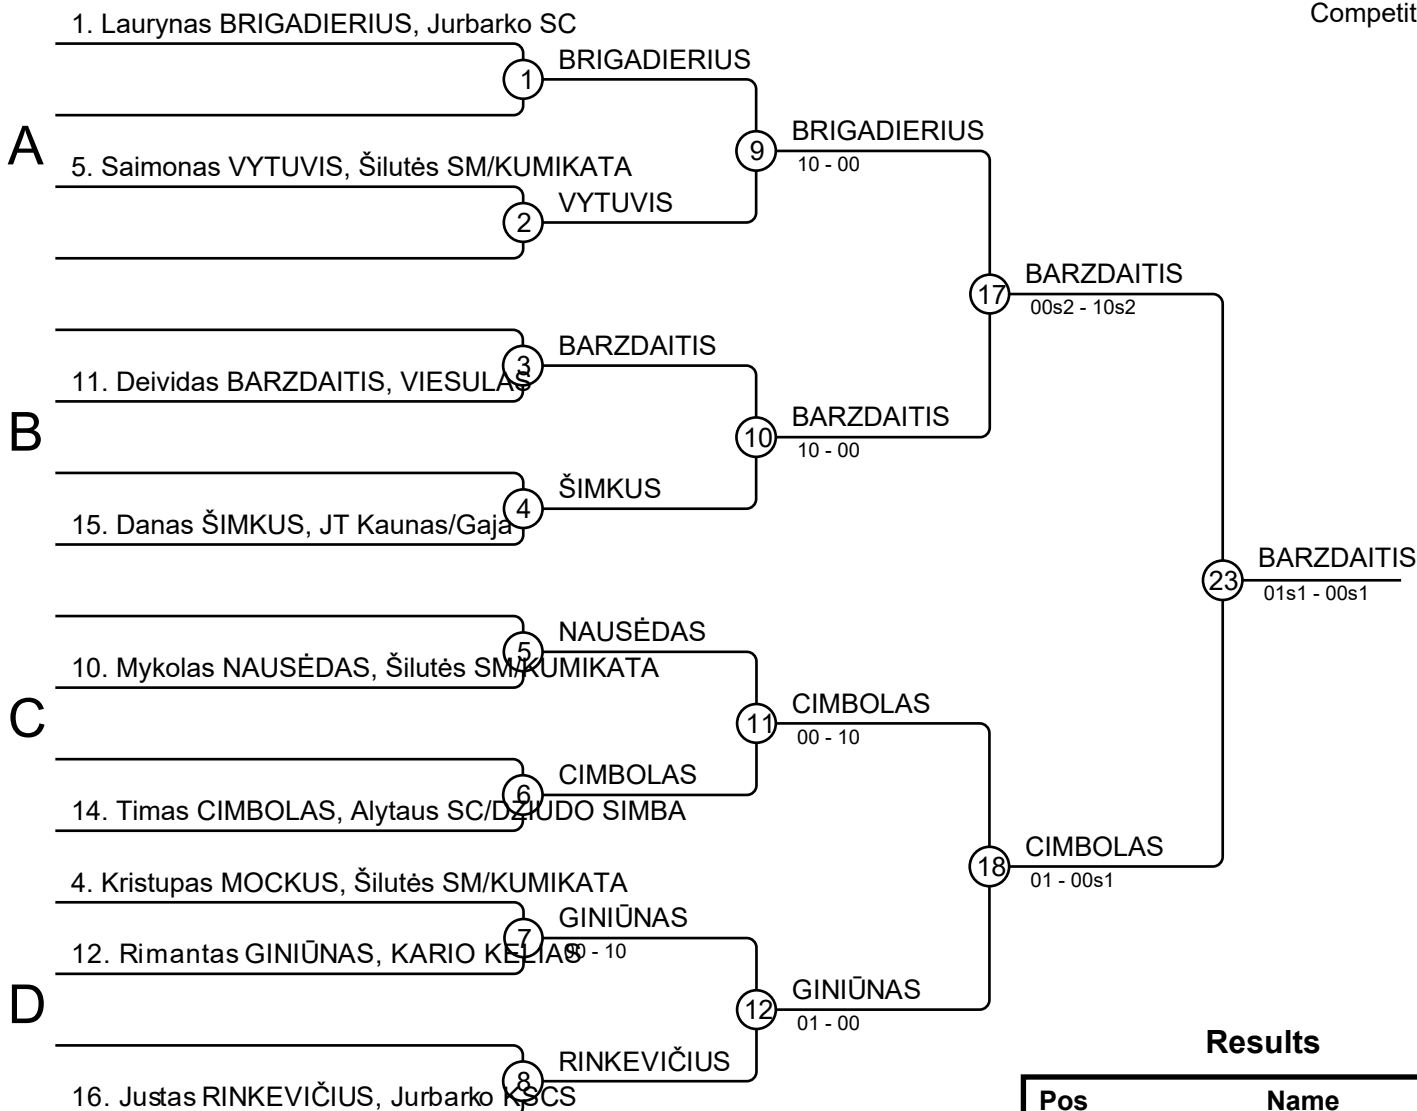 Competit
1. Laurynas BRIGADIERIUS, Jurbarko SC
BRIGADIERIUS
1
A
BRIGADIERIUS
9
10 - 00
5. Saimonas VYTUVIS, Šilutės SM/KUMIKATA
VYTUVIS
2
BARZDAITIS
17
00s2 - 10s2
BARZDAITIS
3
11. Deividas BARZDAITIS, VIESULAS
B
BARZDAITIS
10
10 - 00
ŠIMKUS
4
15. Danas ŠIMKUS, JT Kaunas/Gaja
BARZDAITIS
23
01s1 - 00s1
NAUSĖDAS
5
10. Mykolas NAUSĖDAS, Šilutės SM/KUMIKATA
C
CIMBOLAS
11
00 - 10
CIMBOLAS
6
14. Timas CIMBOLAS, Alytaus SC/DZIUDO SIMBA
CIMBOLAS
18
01 - 00s1
4. Kristupas MOCKUS, Šilutės SM/KUMIKATA
GINIŪNAS
7
00 - 10
12. Rimantas GINIŪNAS, KARIO KELIAS
D
GINIŪNAS
12
01 - 00
Results
RINKEVIČIUS
8
16. Justas RINKEVIČIUS, Jurbarko KSCS
Pos Name